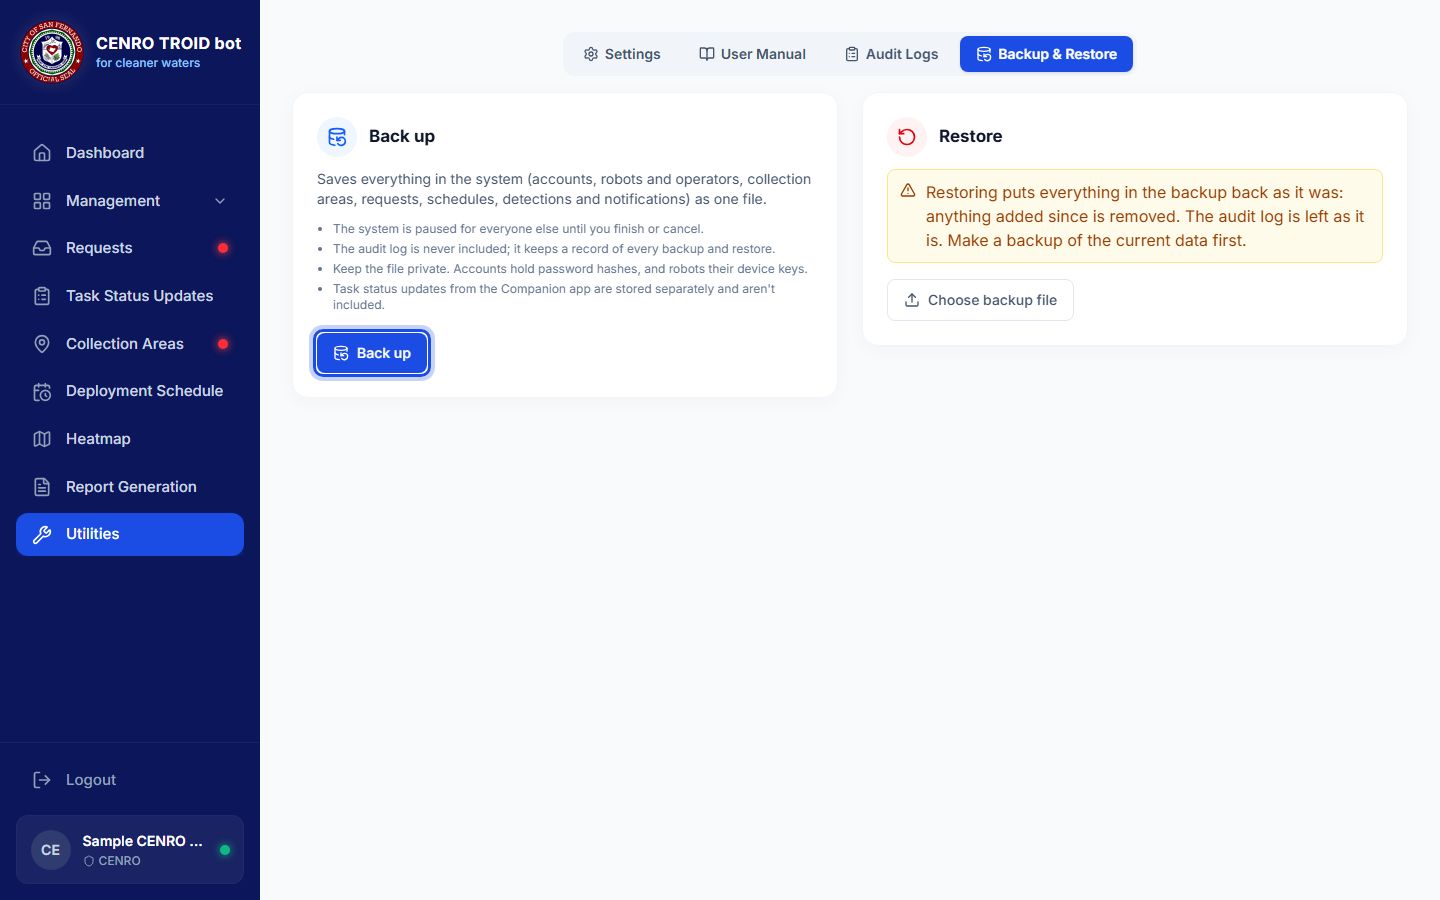 CITY OF SAN FERNANDO
OFFICIAL SEAL
CENRO TROID bot
for cleaner waters
Dashboard
Management
Requests
Task Status Updates
Collection Areas
Deployment Schedule
Heatmap
Report Generation
Utilities
Logout
CE
Sample CENRO ...
CENRO
Settings
User Manual
Audit Logs
Backup & Restore
Back up
Saves everything in the system (accounts, robots and operators, collection
areas, requests, schedules, detections and notifications) as one file.
• The system is paused for everyone else until you finish or cancel.
• The audit log is never included; it keeps a record of every backup and restore.
• Keep the file private. Accounts hold password hashes, and robots their device keys.
• Task status updates from the Companion app are stored separately and aren't
included.
Back up
Restore
Restoring puts everything in the backup back as it was:
anything added since is removed. The audit log is left as it
is. Make a backup of the current data first.
Choose backup file